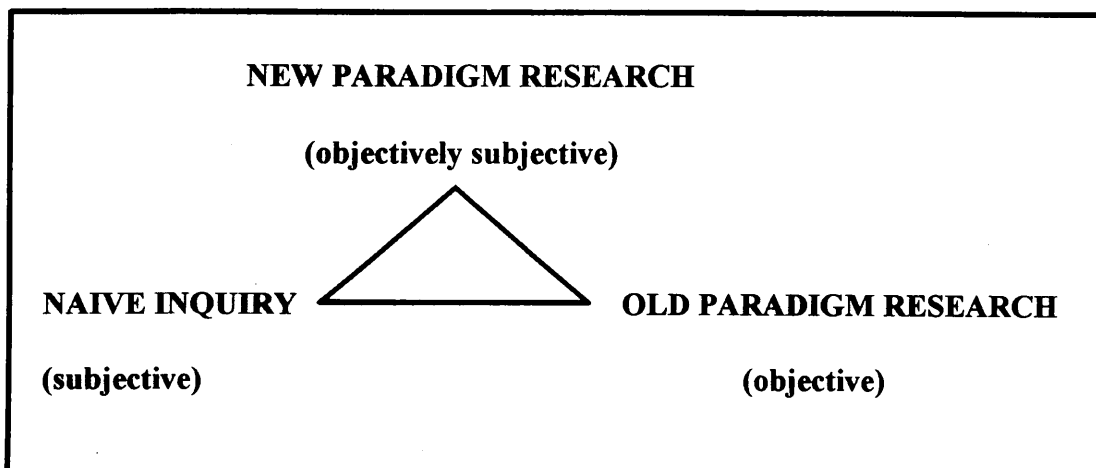 NEW PARADIGM RESEARCH
(objectively subjective)
NAIVE INQUIRY
OLD PARADIGM RESEARCH
(subjective)
(objective)